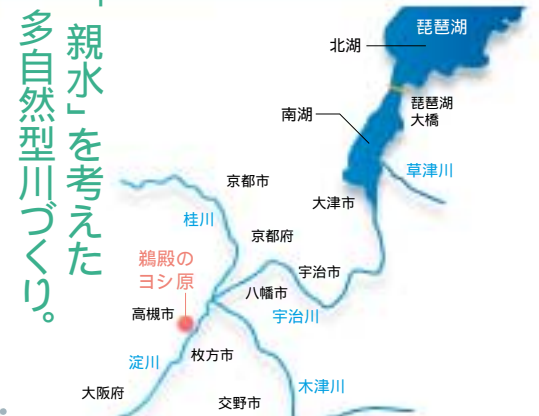 「親水」を考えた
多自然型川づくり。
琵琶湖
北湖
琵琶湖
大橋
南湖
草津川
京都市
大津市
桂川
京都府
鵜殿の
ヨシ原
宇治市
八幡市
高槻市
宇治川
枚方市
淀川
木津川
大阪府
交野市